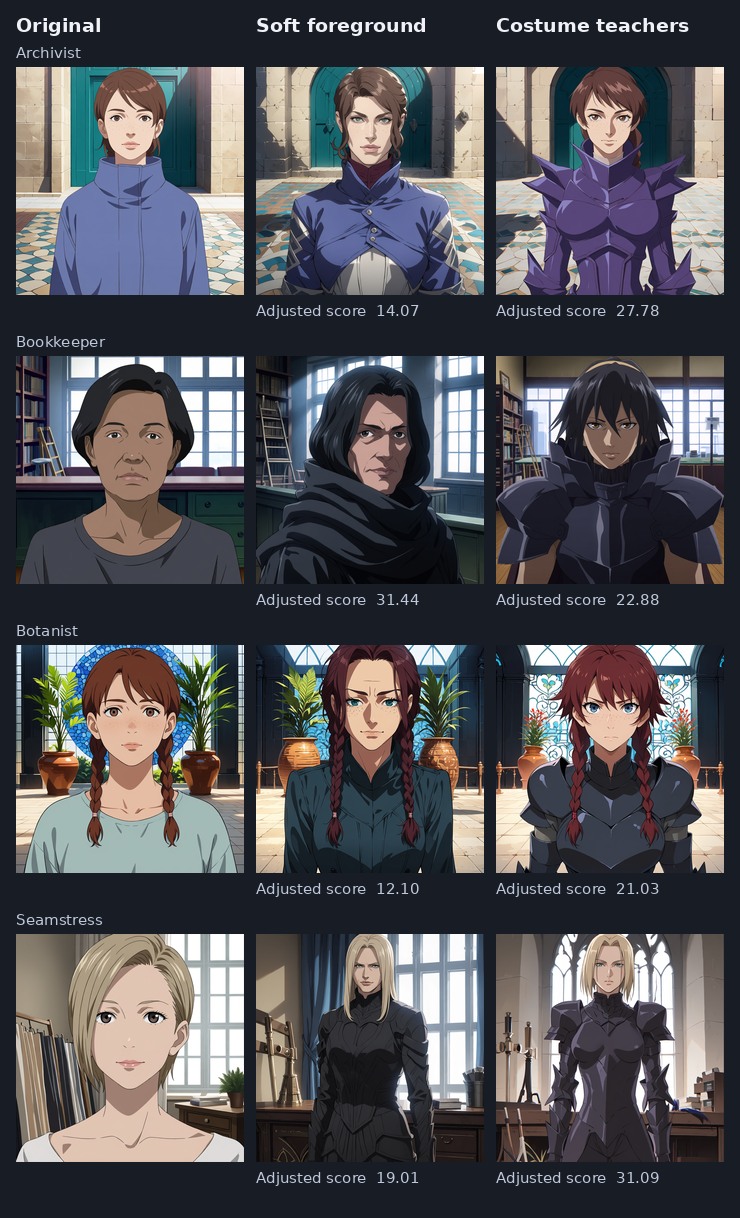 Original Soft foreground Costume teachers
Archivist
Adjusted score 14.07 Adjusted score 27.78
Bookkeeper
Adjusted score 31.44 Adjusted score 22.88
Botanist
Adjusted score 12.10 Adjusted score 21.03
Seamstress
Adjusted score 19.01 Adjusted score 31.09